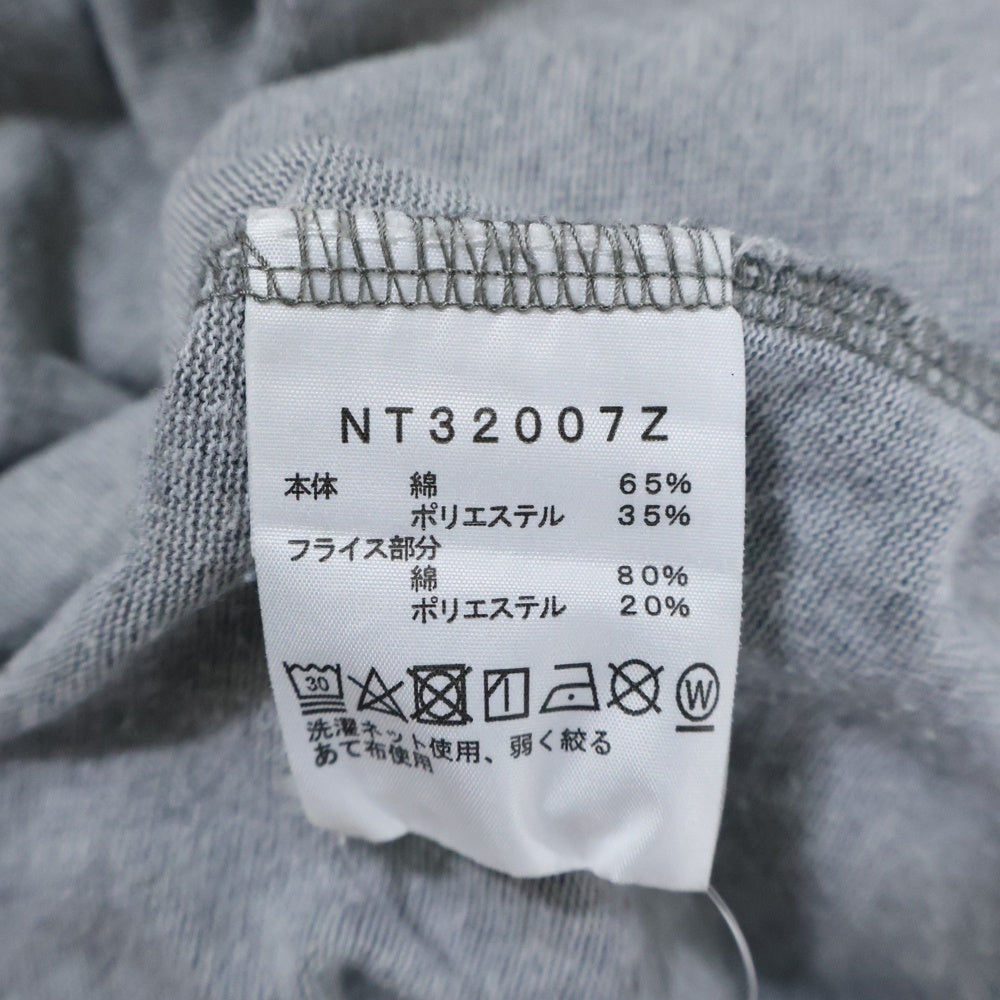 NT32007Z
本体 綿 65%
ポリエステル 35%
フライス部分
綿 80%
ポリエステル 20%
30 W
洗濯ネット使用、弱く絞る
あて布使用